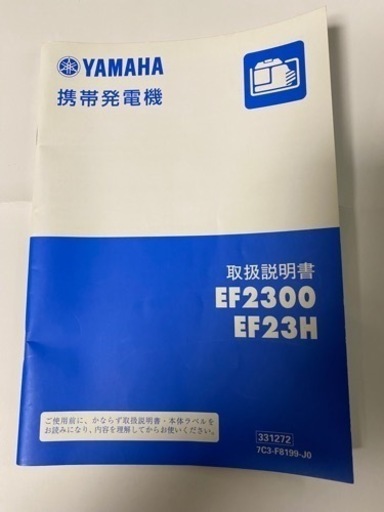 YAMAHA
携帯発電機
取扱説明書
EF2300
EF23H
ご使用前に、かならず取扱説明書・本体ラベルを
お読みになり、内容を理解してからお使いください。
331272
7C3-F8199-J0